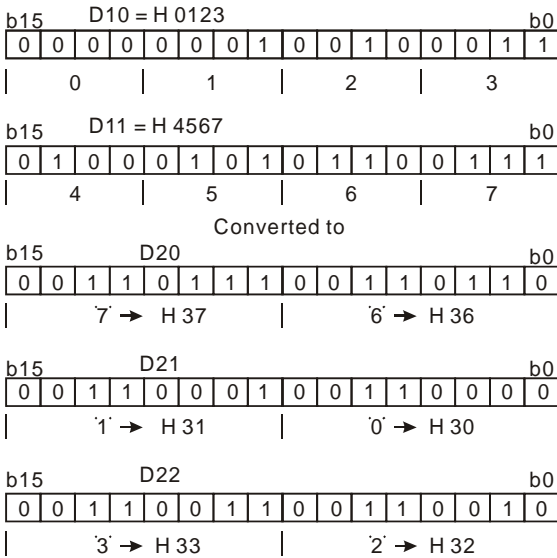 b15 D10 = H 0123 b0
0 0 0 0 0 0 0 1 0 0 1 0 0 0 1 1
0 1 2 3
b15 D11 = H 4567 b0
0 1 0 0 0 1 0 1 0 1 1 0 0 1 1 1
4 5 6 7
Converted to
b15 D20 b0
0 0 1 1 0 1 1 1 0 0 1 1 0 1 1 0
'7' → H 37 '6' → H 36
b15 D21 b0
0 0 1 1 0 0 0 1 0 0 1 1 0 0 0 0
'1' → H 31 '0' → H 30
b15 D22 b0
0 0 1 1 0 0 1 1 0 0 1 1 0 0 1 0
'3' → H 33 '2' → H 32